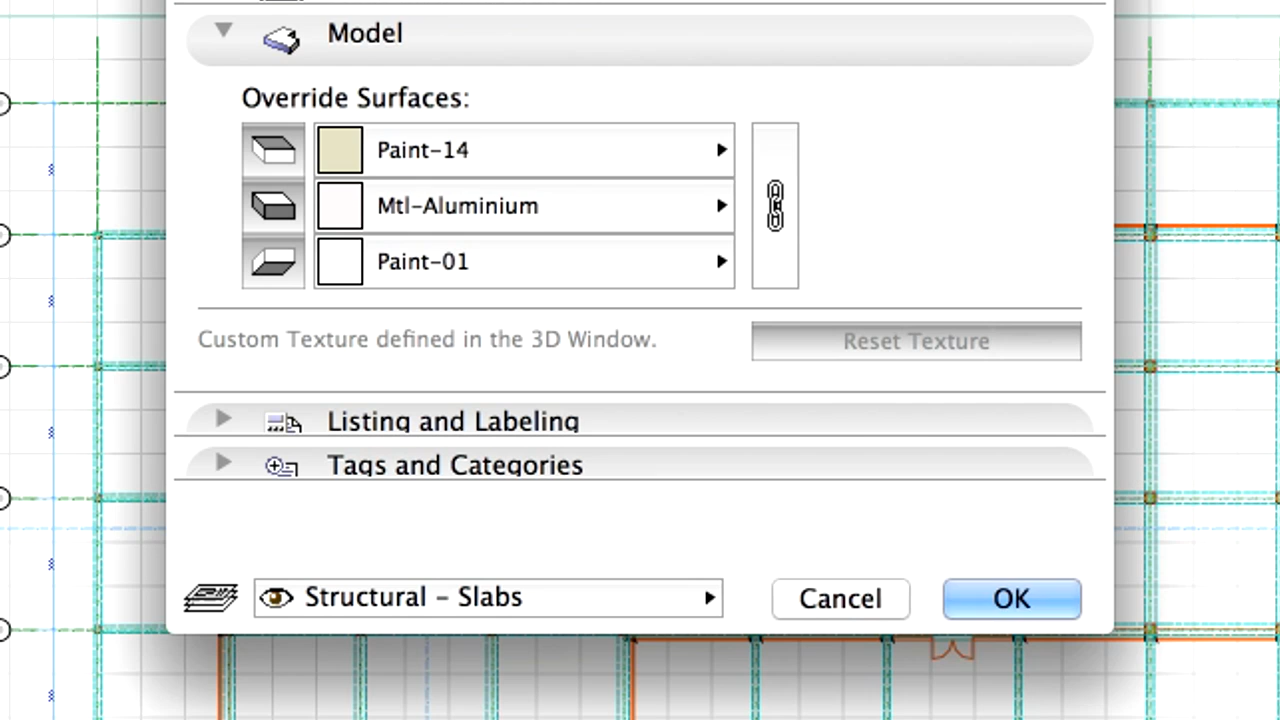 Model
Override Surfaces:
Paint-14
Mtl-Aluminium
Paint-01
Custom Texture defined in the 3D Window.
Reset Texture
Listing and Labeling
Tags and Categories
Structural - Slabs
Cancel
OK